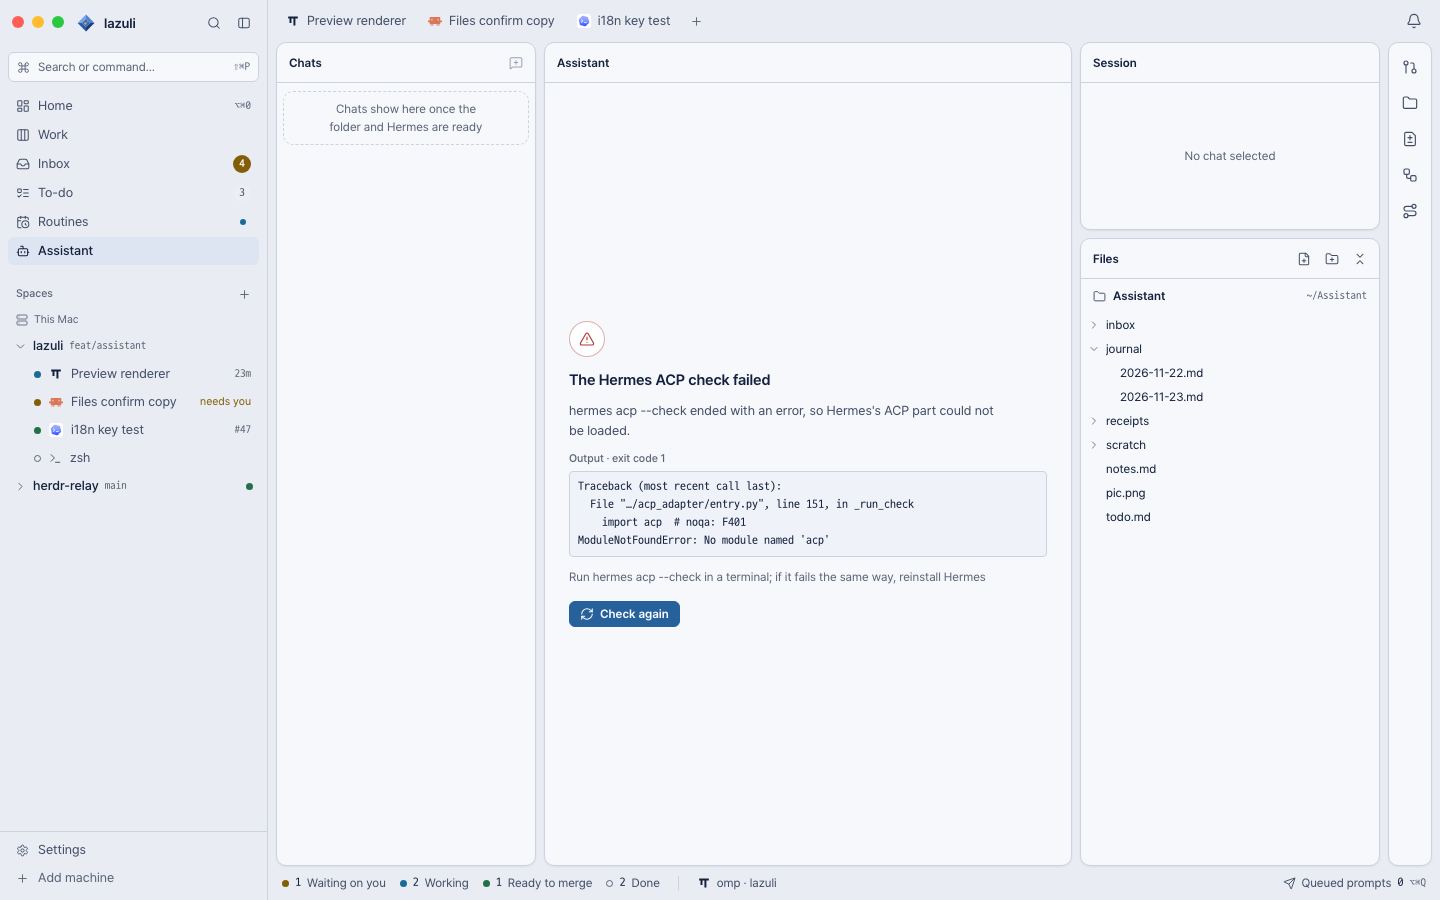 lazuli
Search or command...
⇧⌘P
Home
⌥⌘0
Work
Inbox
4
To-do
3
Routines
Assistant
Spaces
This Mac
lazuli feat/assistant
Preview renderer 23m
Files confirm copy needs you
i18n key test #47
zsh
herdr-relay main
Settings
Add machine
Preview renderer
Files confirm copy
i18n key test
Chats
Chats show here once the
folder and Hermes are ready
Assistant
The Hermes ACP check failed
hermes acp --check ended with an error, so Hermes's ACP part could not
be loaded.
Output · exit code 1
Traceback (most recent call last):
File "…/acp_adapter/entry.py", line 151, in _run_check
import acp # noqa: F401
ModuleNotFoundError: No module named 'acp'
Run hermes acp --check in a terminal; if it fails the same way, reinstall Hermes
Check again
Session
No chat selected
Files
Assistant ~/Assistant
inbox
journal
2026-11-22.md
2026-11-23.md
receipts
scratch
notes.md
pic.png
todo.md
1 Waiting on you
2 Working
1 Ready to merge
2 Done
omp · lazuli
Queued prompts 0 ⌥⌘Q